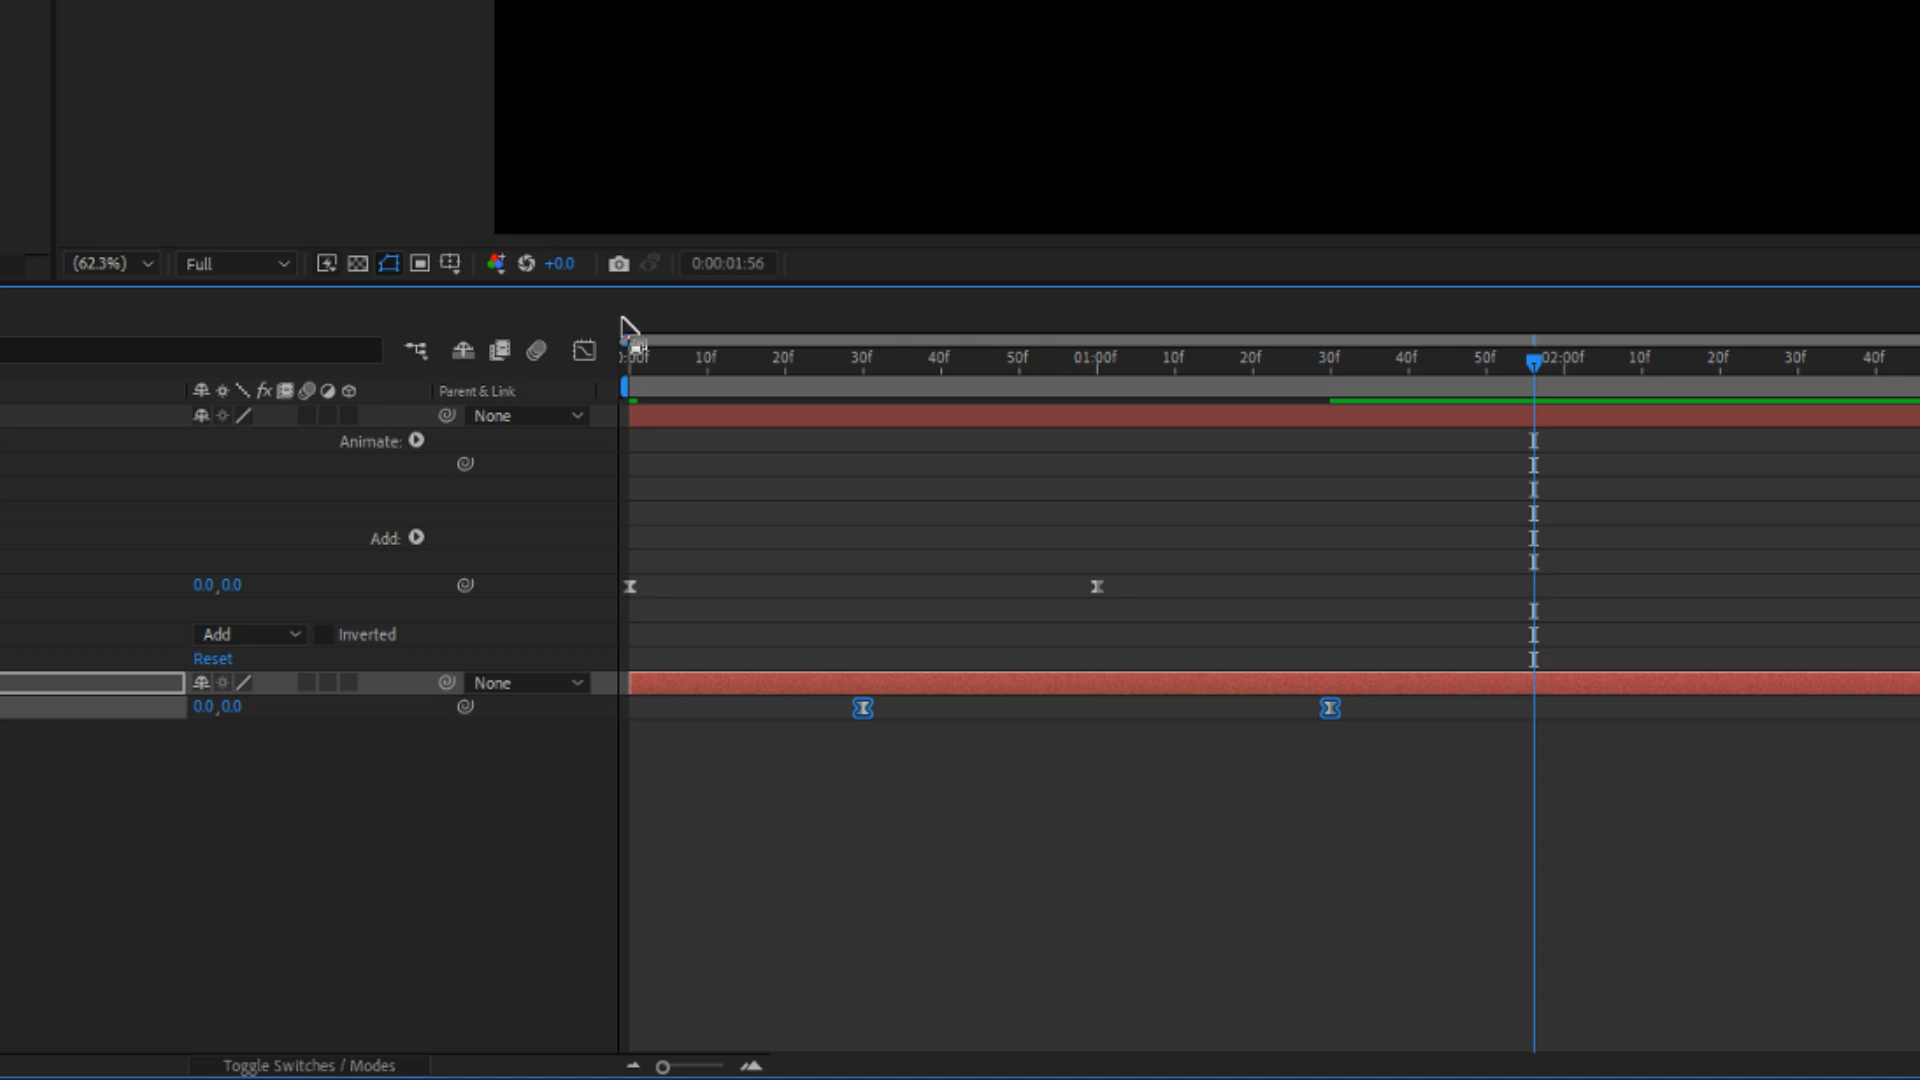 (62.3%) Full +0.0 0:00:01:56
0:00f 10f 20f 30f 40f 50f 01:00f 10f 20f 30f 40f 50f 02:00f 10f 20f 30f 40f
fx Parent & Link
None
Animate:
Add:
0.0,0.0
Add Inverted
Reset
None
0.0,0.0
Toggle Switches / Modes